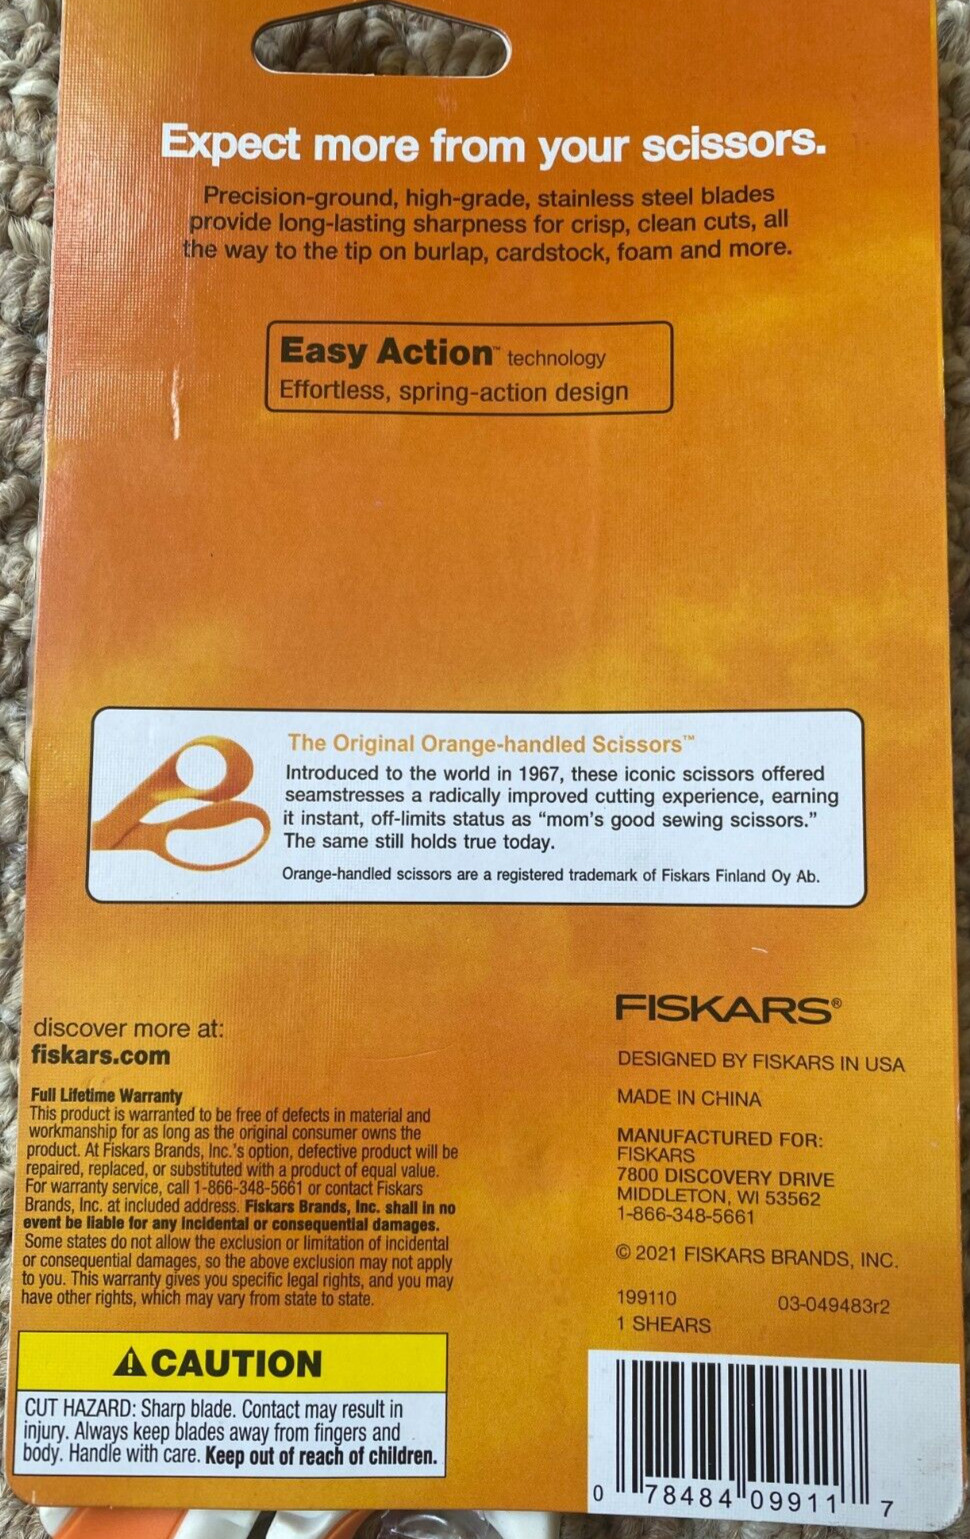 Expect more from your scissors.
Precision-ground, high-grade, stainless steel blades
provide long-lasting sharpness for crisp, clean cuts, all
the way to the tip on burlap, cardstock, foam and more.
Easy Action™ technology
Effortless, spring-action design
The Original Orange-handled Scissors™
Introduced to the world in 1967, these iconic scissors offered
seamstresses a radically improved cutting experience, earning
it instant, off-limits status as “mom’s good sewing scissors.”
The same still holds true today.
Orange-handled scissors are a registered trademark of Fiskars Finland Oy Ab.
discover more at:
fiskars.com
Full Lifetime Warranty
This product is warranted to be free of defects in material and
workmanship for as long as the original consumer owns the
product. At Fiskars Brands, Inc.'s option, defective product will be
repaired, replaced, or substituted with a product of equal value.
For warranty service, call 1-866-348-5661 or contact Fiskars
Brands, Inc. at included address. Fiskars Brands, Inc. shall in no
event be liable for any incidental or consequential damages.
Some states do not allow the exclusion or limitation of incidental
or consequential damages, so the above exclusion may not apply
to you. This warranty gives you specific legal rights, and you may
have other rights, which may vary from state to state.
CAUTION
CUT HAZARD: Sharp blade. Contact may result in
injury. Always keep blades away from fingers and
body. Handle with care. Keep out of reach of children.
FISKARS®
DESIGNED BY FISKARS IN USA
MADE IN CHINA
MANUFACTURED FOR:
FISKARS
7800 DISCOVERY DRIVE
MIDDLETON, WI 53562
1-866-348-5661
© 2021 FISKARS BRANDS, INC.
199110 03-049483r2
1 SHEARS
0 78484 09911 7